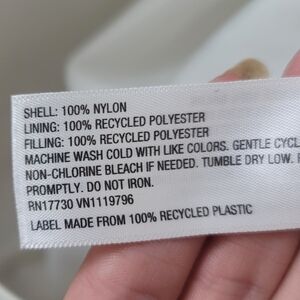 SHELL: 100% NYLON
LINING: 100% RECYCLED POLYESTER
FILLING: 100% RECYCLED POLYESTER
MACHINE WASH COLD WITH LIKE COLORS. GENTLE CYCL
NON-CHLORINE BLEACH IF NEEDED. TUMBLE DRY LOW.
PROMPTLY. DO NOT IRON.
RN17730 VN1119796
LABEL MADE FROM 100% RECYCLED PLASTIC